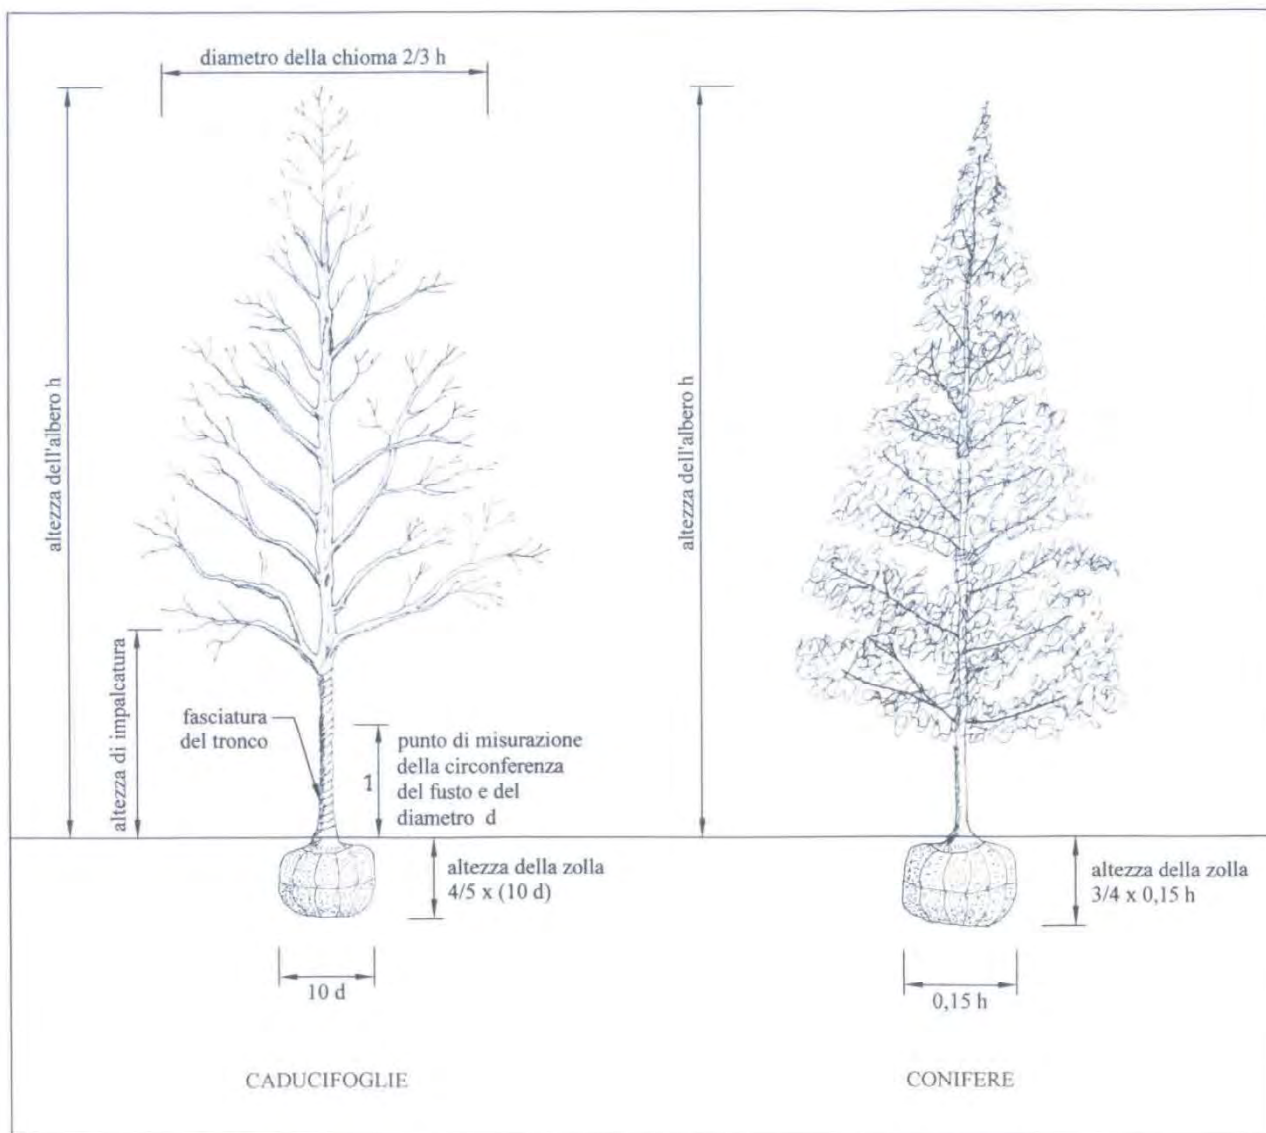 diametro della chioma 2/3 h
altezza dell'albero h
altezza di impalcatura
fasciatura
del tronco
1
punto di misurazione
della circonferenza
del fusto e del
diametro d
altezza della zolla
4/5 x (10 d)
10 d
CADUCIFOGLIE
altezza dell'albero h
altezza della zolla
3/4 x 0,15 h
0,15 h
CONIFERE